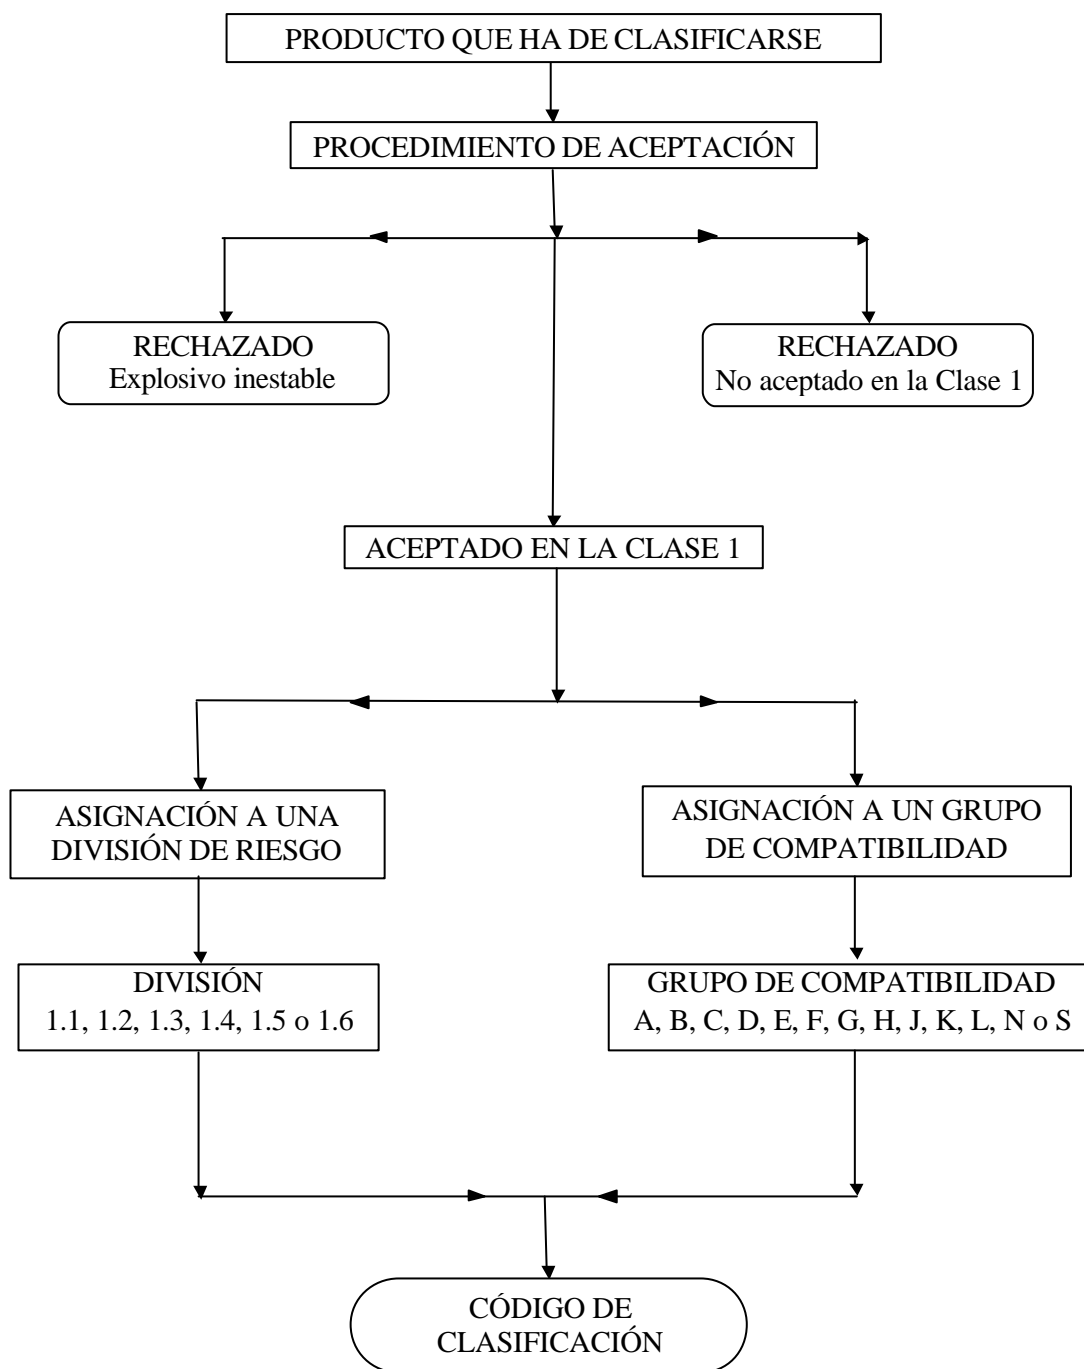 PRODUCTO QUE HA DE CLASIFICARSE
PROCEDIMIENTO DE ACEPTACIÓN
RECHAZADO
Explosivo inestable
RECHAZADO
No aceptado en la Clase 1
ACEPTADO EN LA CLASE 1
ASIGNACIÓN A UNA
DIVISIÓN DE RIESGO
ASIGNACIÓN A UN GRUPO
DE COMPATIBILIDAD
DIVISIÓN
1.1, 1.2, 1.3, 1.4, 1.5 o 1.6
GRUPO DE COMPATIBILIDAD
A, B, C, D, E, F, G, H, J, K, L, N o S
CÓDIGO DE
CLASIFICACIÓN